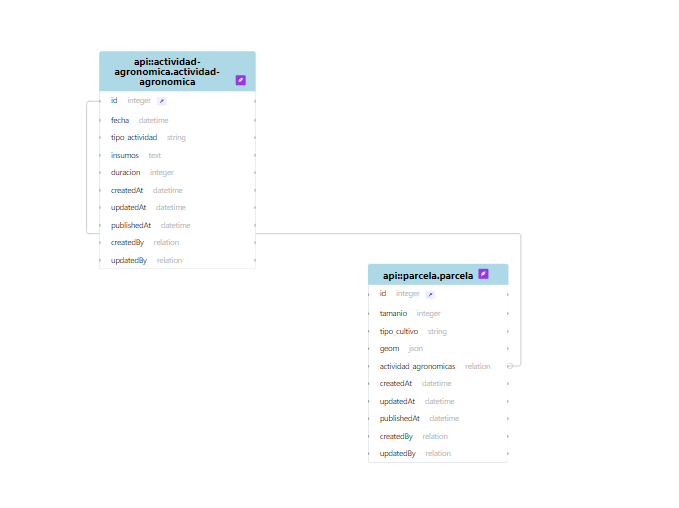 api::actividad-
agronomica.actividad-
agronomica
id integer
fecha datetime
tipo_actividad string
insumos text
duracion integer
createdAt datetime
updatedAt datetime
publishedAt datetime
createdBy relation
updatedBy relation
api::parcela.parcela
id integer
tamanio integer
tipo_cultivo string
geom json
actividad_agronomicas relation
createdAt datetime
updatedAt datetime
publishedAt datetime
createdBy relation
updatedBy relation